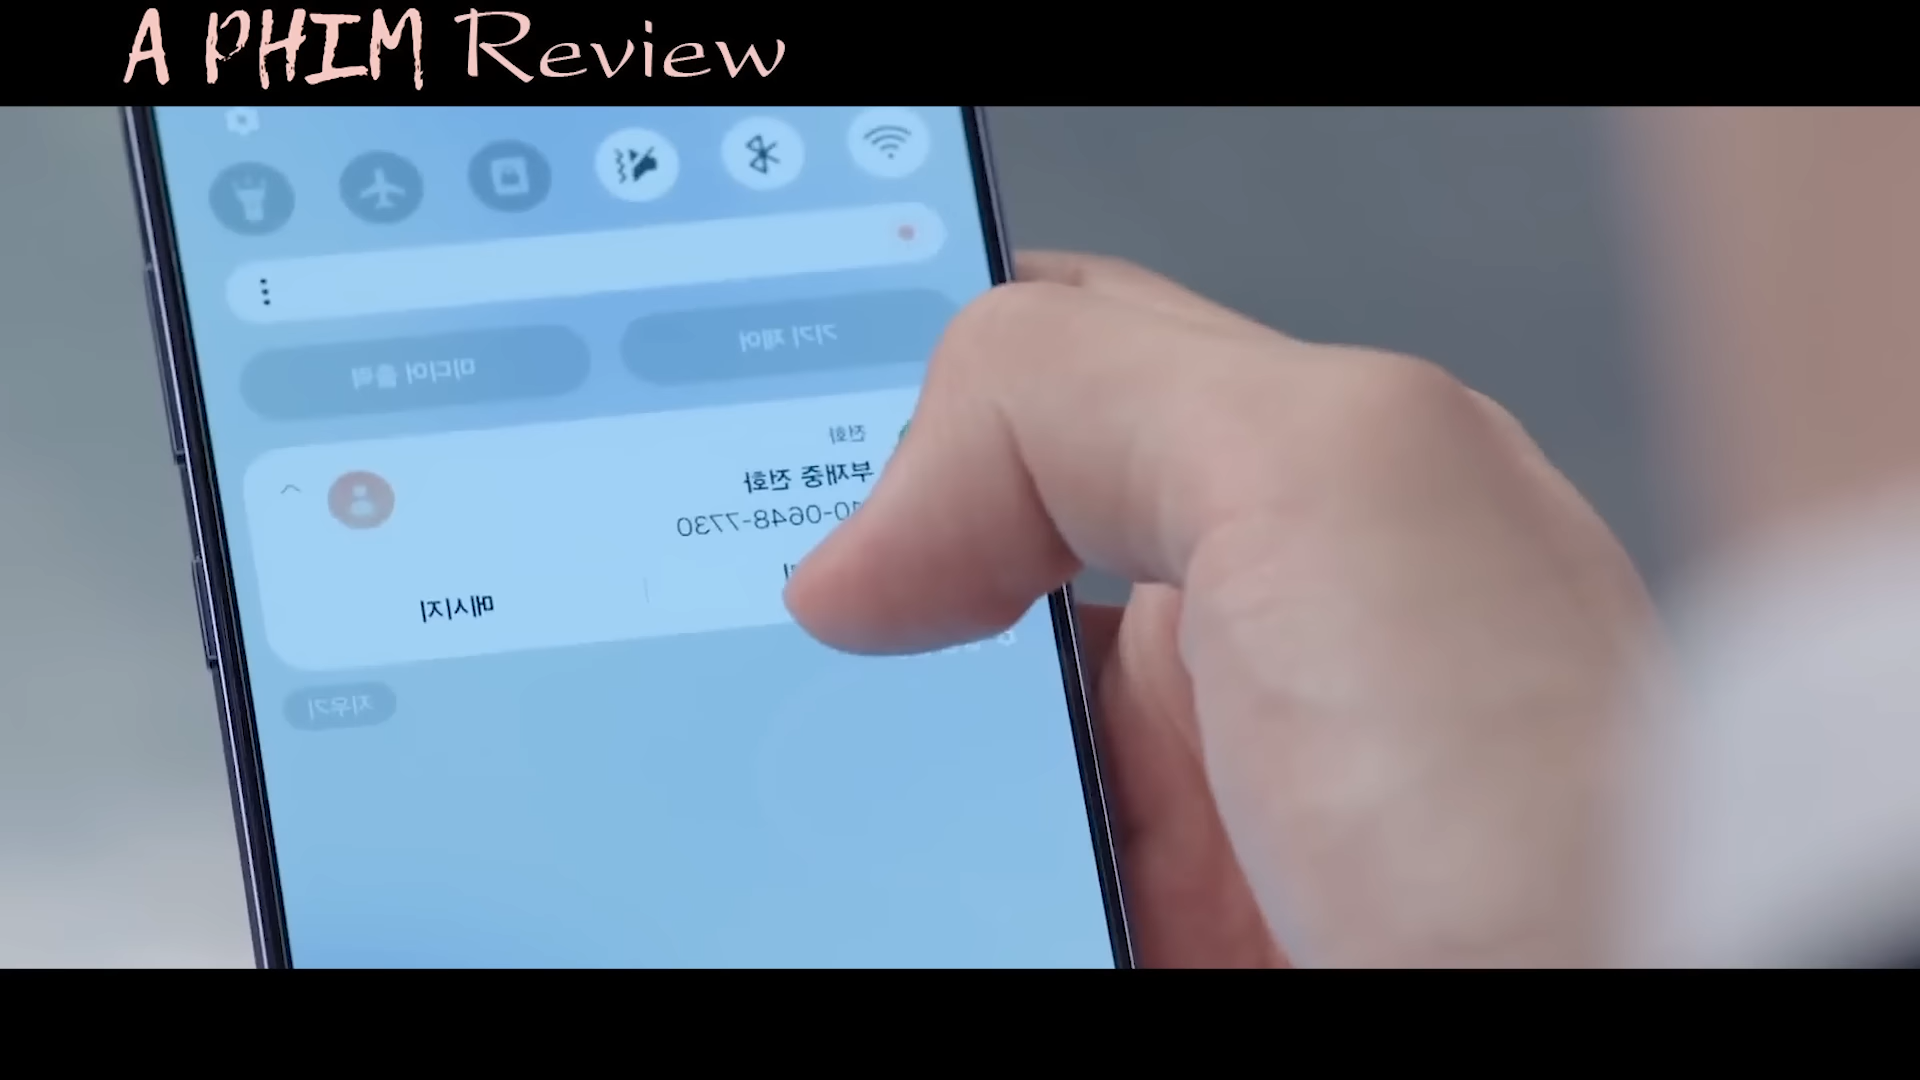 A PHIM Review
기기 제어
미디어 출력
전화
부재중 전화
10-0648-7730
메시지
지우기